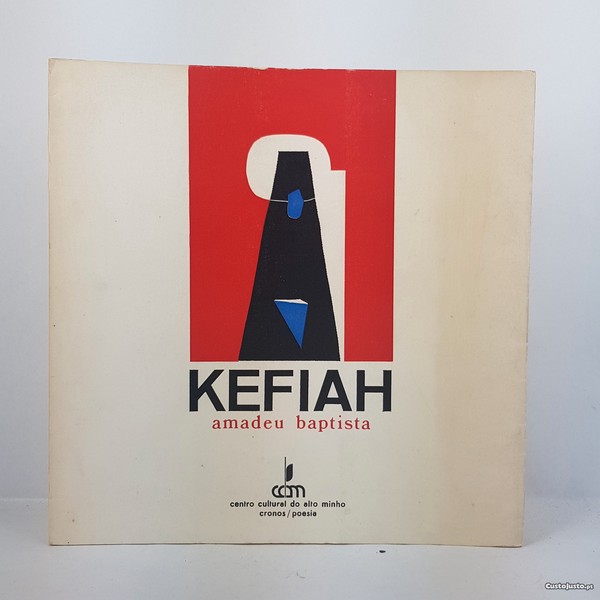 KEFIAH
amadeu baptista
ccam
centro cultural do alto minho
cronos/poesia
CustoJusto.pt